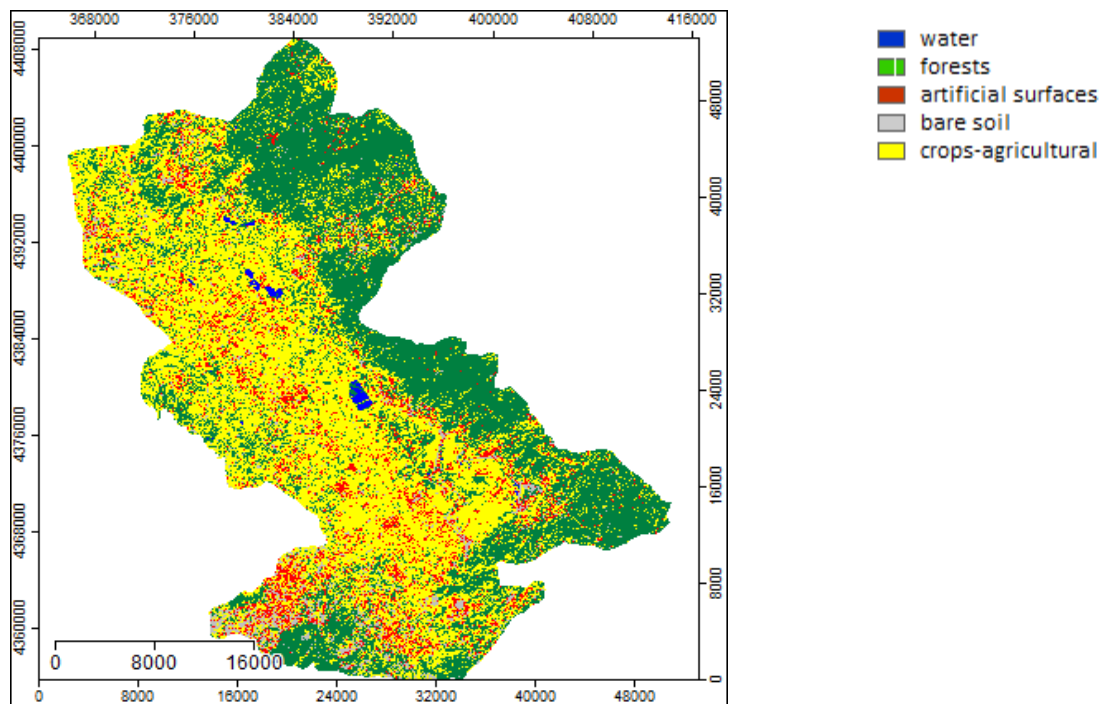 368000 376000 384000 392000 400000 408000 416000
4408000
4400000
4392000
4384000
4376000
4368000
4360000
48000
40000
32000
24000
16000
8000
0
0 8000 16000
0 8000 16000 24000 32000 40000 48000
water
forests
artificial surfaces
bare soil
crops-agricultural